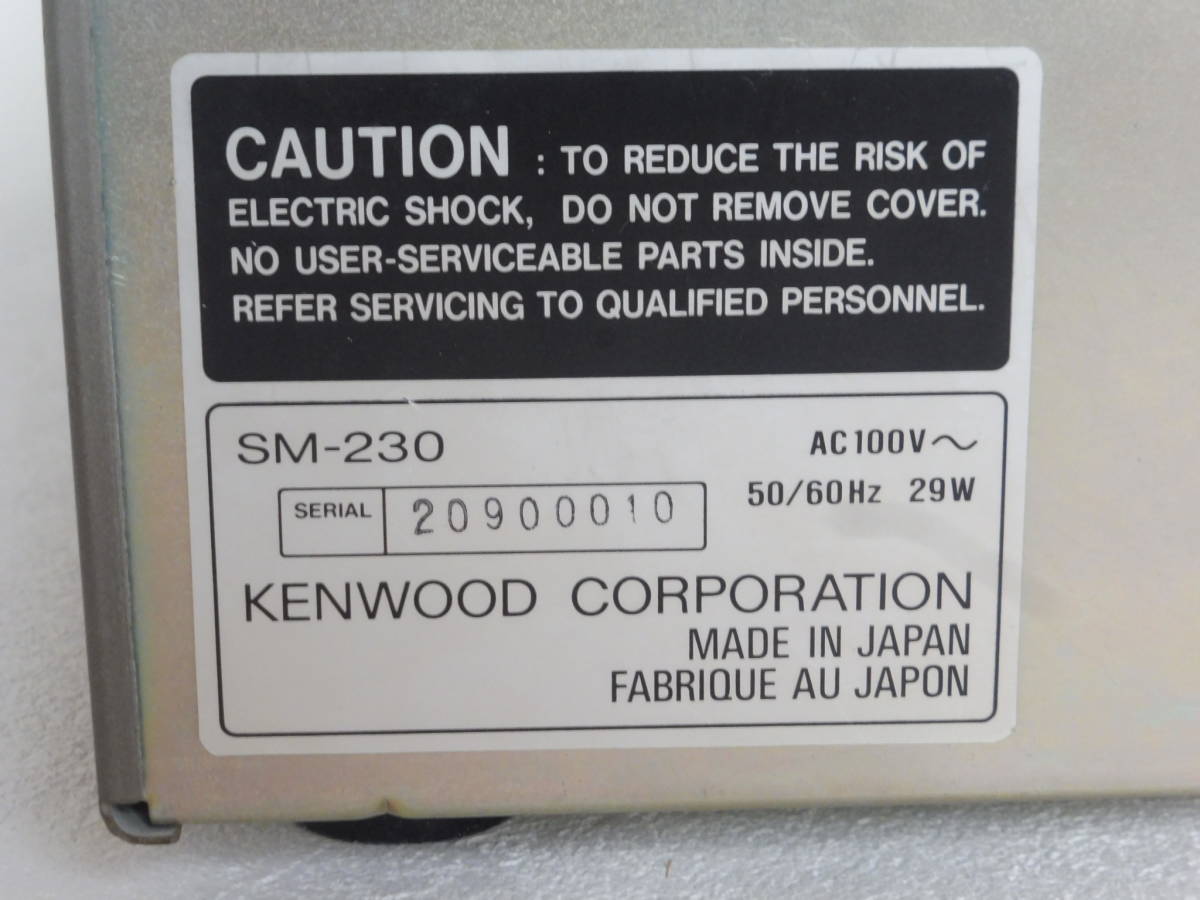 CAUTION : TO REDUCE THE RISK OF
ELECTRIC SHOCK, DO NOT REMOVE COVER.
NO USER-SERVICEABLE PARTS INSIDE.
REFER SERVICING TO QUALIFIED PERSONNEL.
SM-230 AC100V～
SERIAL 20900010 50/60Hz 29W
KENWOOD CORPORATION
MADE IN JAPAN
FABRIQUE AU JAPON